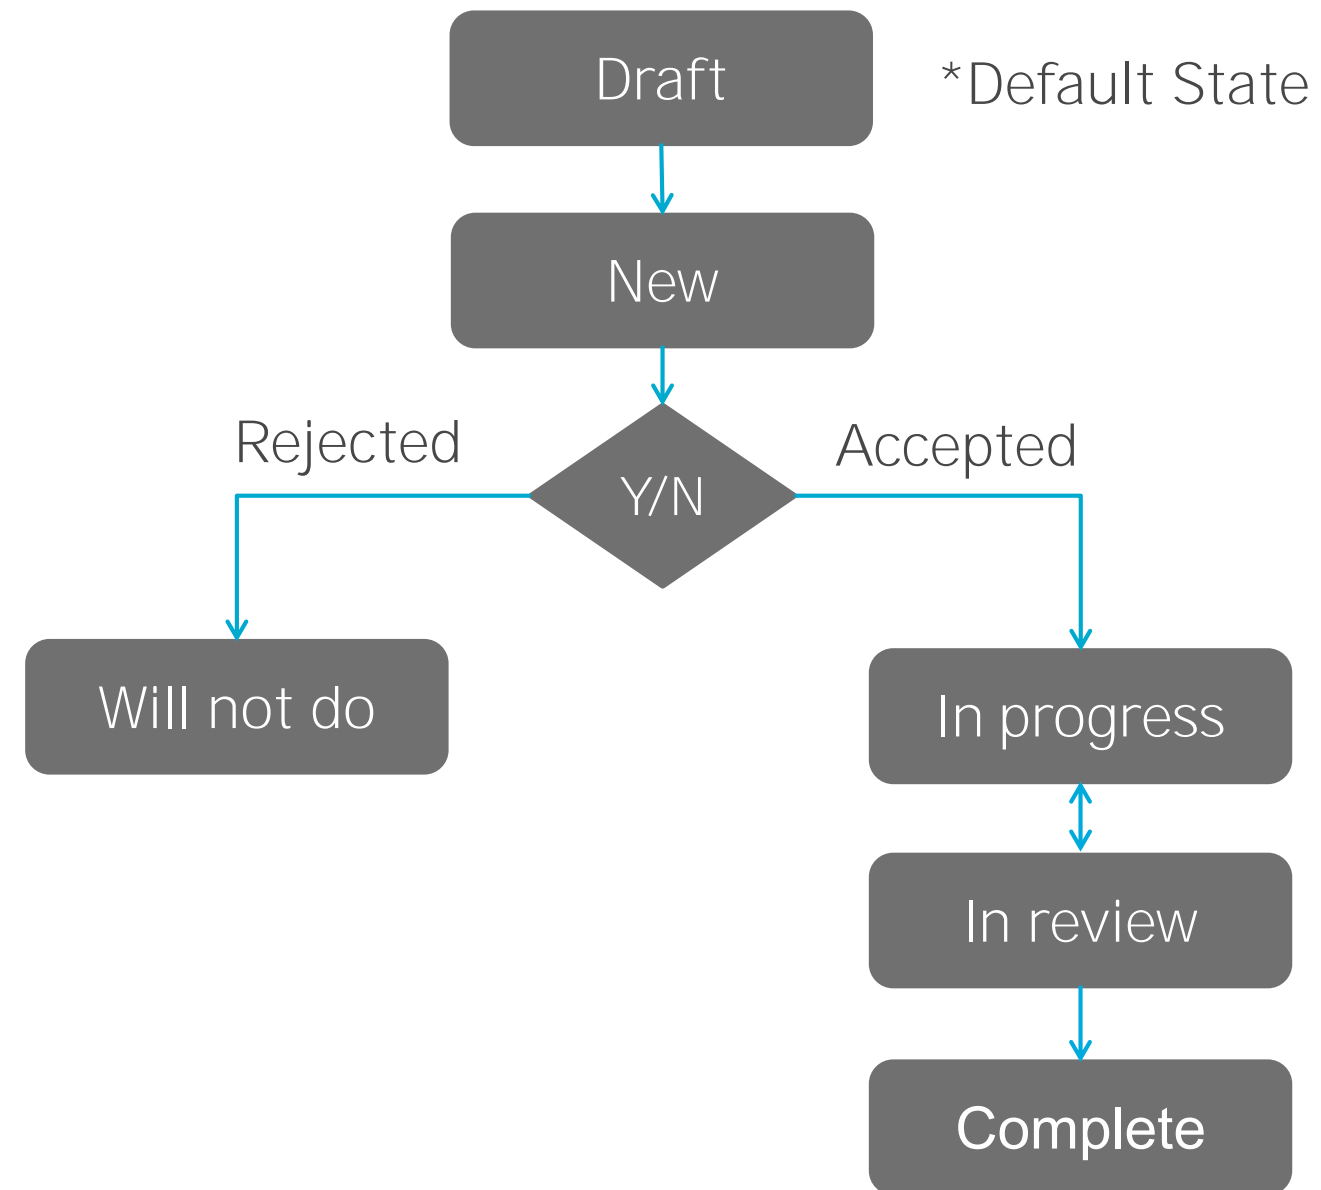 Draft
*Default State
New
Rejected
Accepted
Y/N
Will not do
In progress
In review
Complete